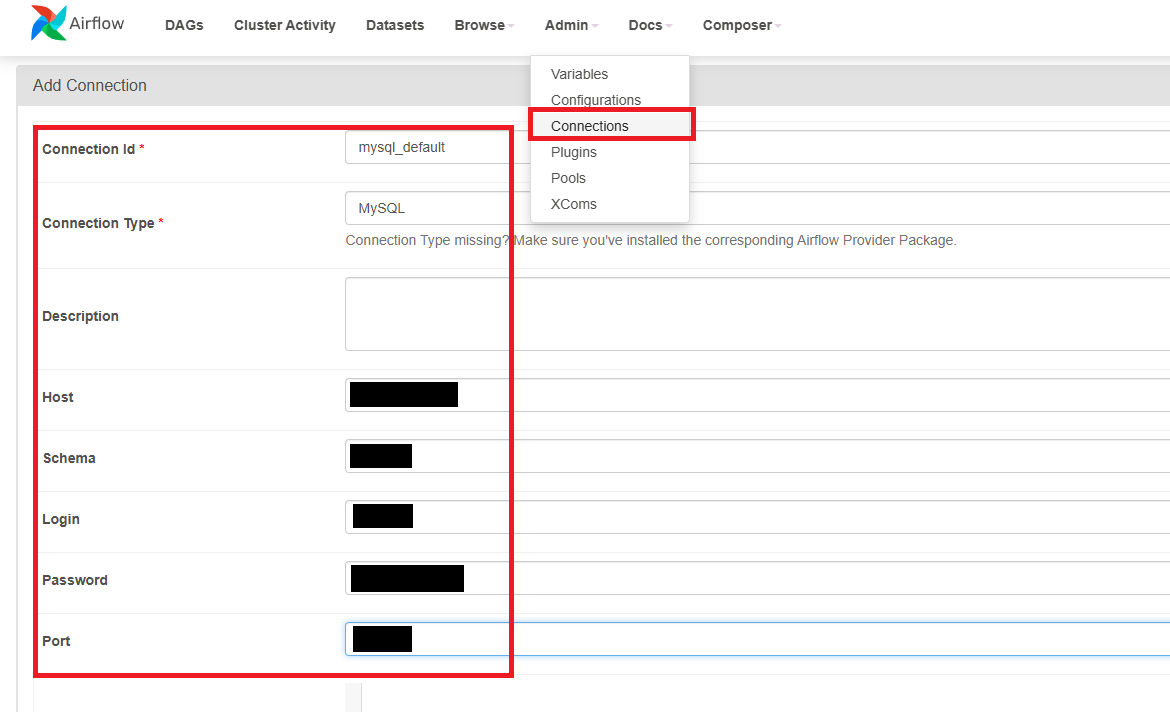 Airflow DAGs Cluster Activity Datasets Browse Admin Docs Composer
Add Connection
Variables
Configurations
Connections
Plugins
Pools
XComs
Connection Id * mysql_default
Connection Type * MySQL
Connection Type missing? Make sure you've installed the corresponding Airflow Provider Package.
Description
Host
Schema
Login
Password
Port